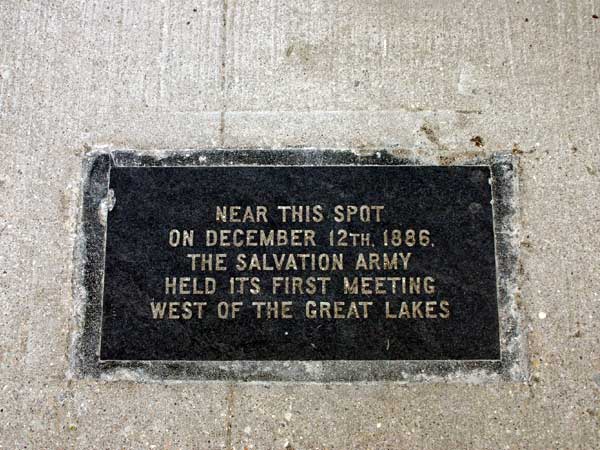 NEAR THIS SPOT
ON DECEMBER 12TH, 1886,
THE SALVATION ARMY
HELD ITS FIRST MEETING
WEST OF THE GREAT LAKES